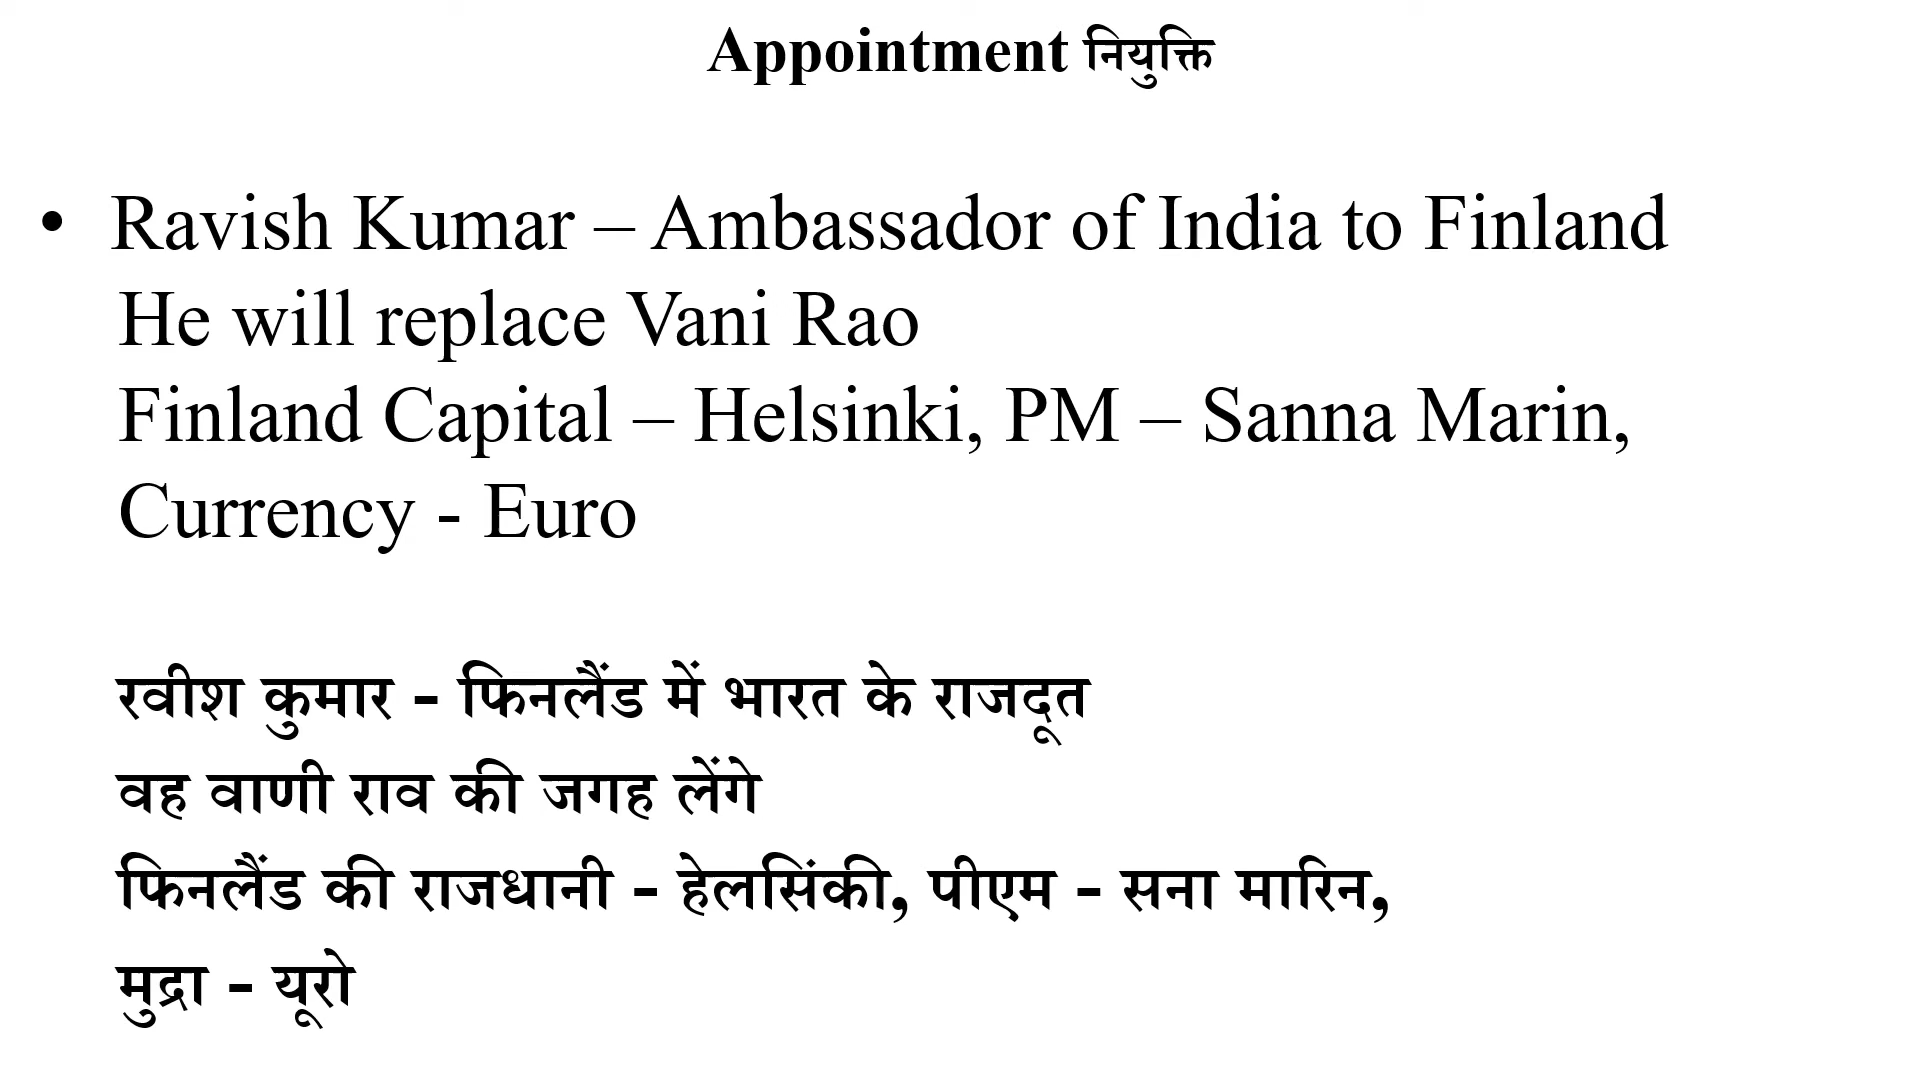 Appointment नियुक्ति
• Ravish Kumar – Ambassador of India to Finland
He will replace Vani Rao
Finland Capital – Helsinki, PM – Sanna Marin,
Currency - Euro
रवीश कुमार - फिनलैंड में भारत के राजदूत
वह वाणी राव की जगह लेंगे
फिनलैंड की राजधानी - हेलसिंकी, पीएम - सना मारिन,
मुद्रा - यूरो